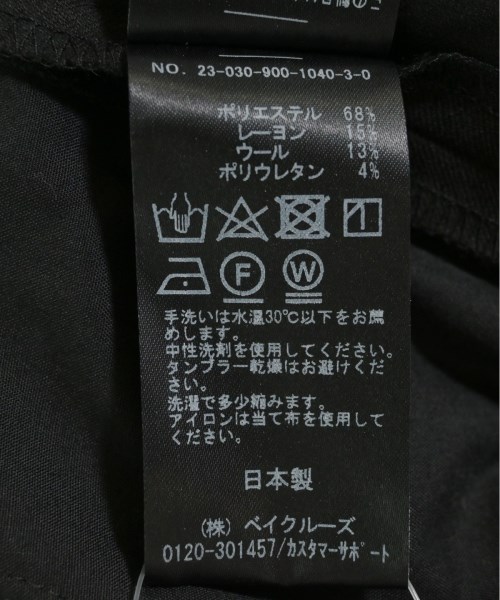 NO. 23-030-900-1040-3-0
ポリエステル 68%
レーヨン 15%
ウール 13%
ポリウレタン 4%
F W
手洗いは水温30℃以下をお薦
めします。
中性洗剤を使用してください。
タンブラー乾燥はお避けくだ
さい。
洗濯で多少縮みます。
アイロンは当て布を使用して
ください。
日本製
(株) ベイクルーズ
0120-301457/カスタマーサポート